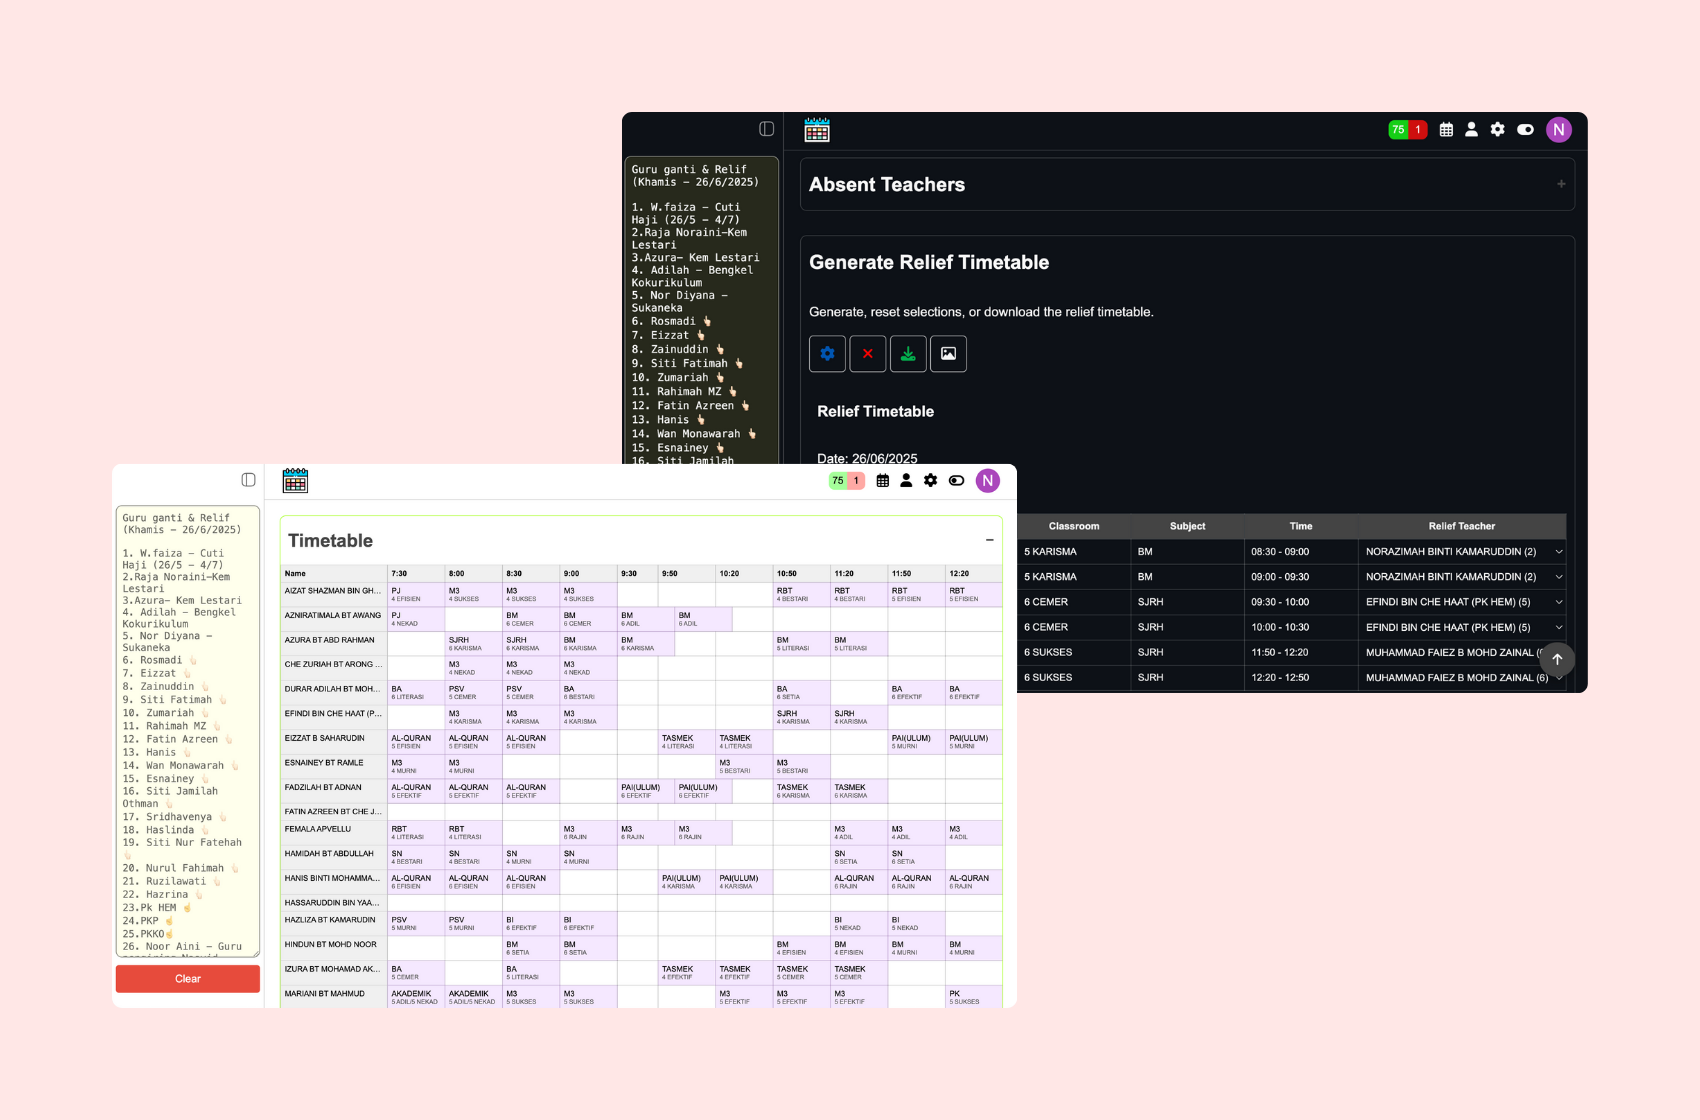 75 1
N
Guru ganti & Relif
(Khamis - 26/6/2025)
1. W.faiza - Cuti
Haji (26/5 - 4/7)
2.Raja Noraini-Kem
Lestari
3.Azura- Kem Lestari
4. Adilah - Bengkel
Kokurikulum
5. Nor Diyana -
Sukaneka
6. Rosmadi 👆🏻
7. Eizzat 👆🏻
8. Zainuddin 👆🏻
9. Siti Fatimah 👆🏻
10. Zumariah 👆🏻
11. Rahimah MZ 👆🏻
12. Fatin Azreen 👆🏻
13. Hanis 👆🏻
14. Wan Monawarah 👆🏻
15. Esnainey 👆🏻
16. Siti Jamilah
Absent Teachers +
Generate Relief Timetable
Generate, reset selections, or download the relief timetable.
Relief Timetable
Date: 26/06/2025
Classroom Subject Time Relief Teacher
5 KARISMA BM 08:30 - 09:00 NORAZIMAH BINTI KAMARUDDIN (2)
5 KARISMA BM 09:00 - 09:30 NORAZIMAH BINTI KAMARUDDIN (2)
6 CEMER SJRH 09:30 - 10:00 EFINDI BIN CHE HAAT (PK HEM) (5)
6 CEMER SJRH 10:00 - 10:30 EFINDI BIN CHE HAAT (PK HEM) (5)
6 SUKSES SJRH 11:50 - 12:20 MUHAMMAD FAIEZ B MOHD ZAINAL
6 SUKSES SJRH 12:20 - 12:50 MUHAMMAD FAIEZ B MOHD ZAINAL (6)
75 1
N
Guru ganti & Relif
(Khamis - 26/6/2025)
1. W.faiza - Cuti
Haji (26/5 - 4/7)
2.Raja Noraini-Kem
Lestari
3.Azura- Kem Lestari
4. Adilah - Bengkel
Kokurikulum
5. Nor Diyana -
Sukaneka
6. Rosmadi 👆🏻
7. Eizzat 👆🏻
8. Zainuddin 👆🏻
9. Siti Fatimah 👆🏻
10. Zumariah 👆🏻
11. Rahimah MZ 👆🏻
12. Fatin Azreen 👆🏻
13. Hanis 👆🏻
14. Wan Monawarah 👆🏻
15. Esnainey 👆🏻
16. Siti Jamilah
Othman 👆🏻
17. Sridhavenya 👆🏻
18. Haslinda 👆🏻
19. Siti Nur Fatehah
👆🏻
20. Nurul Fahimah 👆🏻
21. Ruzilawati 👆🏻
22. Hazrina 👆🏻
23.Pk HEM ☝️
24.PKP ☝️
25.PKKO☝️
26. Noor Aini - Guru
Clear
Timetable −
Name 7:30 8:00 8:30 9:00 9:30 9:50 10:20 10:50 11:20 11:50 12:20
AIZAT SHAZMAN BIN GH... PJ M3 M3 M3 RBT RBT RBT RBT
4 EFISIEN 4 SUKSES 4 SUKSES 4 SUKSES 4 BESTARI 4 BESTARI 5 EFISIEN 5 EFISIEN
AZNIRATIMALA BT AWANG PJ BM BM BM BM
4 NEKAD 6 CEMER 6 CEMER 6 ADIL 6 ADIL
AZURA BT ABD RAHMAN SJRH SJRH BM BM BM BM
6 KARISMA 6 KARISMA 6 KARISMA 6 KARISMA 5 LITERASI 5 LITERASI
CHE ZURIAH BT ARONG ... M3 M3 M3
4 NEKAD 4 NEKAD 4 NEKAD
DURAR ADILAH BT MOH... BA PSV PSV BA BA BA BA
6 LITERASI 5 CEMER 5 CEMER 6 BESTARI 6 SETIA 6 EFEKTIF 6 EFEKTIF
EFINDI BIN CHE HAAT (P... M3 M3 M3 SJRH SJRH
4 KARISMA 4 KARISMA 4 KARISMA 4 KARISMA 4 KARISMA
EIZZAT B SAHARUDIN AL-QURAN AL-QURAN AL-QURAN TASMEK TASMEK PAI(ULUM) PAI(ULUM)
5 EFISIEN 5 EFISIEN 5 EFISIEN 4 LITERASI 4 LITERASI 5 MURNI 5 MURNI
ESNAINEY BT RAMLE M3 M3 M3 M3
4 MURNI 4 MURNI 5 BESTARI 5 BESTARI
FADZILAH BT ADNAN AL-QURAN AL-QURAN AL-QURAN PAI(ULUM) PAI(ULUM) TASMEK TASMEK
5 EFEKTIF 5 EFEKTIF 5 EFEKTIF 6 EFEKTIF 6 EFEKTIF 6 KARISMA 6 KARISMA
FATIN AZREEN BT CHE J...
FEMALA APVELLU RBT RBT M3 M3 M3 M3 M3 M3
4 LITERASI 4 LITERASI 6 RAJIN 6 RAJIN 6 RAJIN 4 ADIL 4 ADIL 4 ADIL
HAMIDAH BT ABDULLAH SN SN SN SN SN SN
4 BESTARI 4 BESTARI 4 MURNI 4 MURNI 6 SETIA 6 SETIA
HANIS BINTI MOHAMMA... AL-QURAN AL-QURAN AL-QURAN PAI(ULUM) PAI(ULUM) AL-QURAN AL-QURAN AL-QURAN
6 EFISIEN 6 EFISIEN 6 EFISIEN 4 KARISMA 4 KARISMA 6 RAJIN 6 RAJIN 6 RAJIN
HASSARUDDIN BIN YAA...
HAZLIZA BT KAMARUDIN PSV PSV BI BI BI BI
5 MURNI 5 MURNI 6 EFEKTIF 6 EFEKTIF 5 NEKAD 5 NEKAD
HINDUN BT MOHD NOOR BM BM BM BM BM BM
6 SETIA 6 SETIA 4 EFISIEN 4 EFISIEN 4 MURNI 4 MURNI
IZURA BT MOHAMAD AK... BA BA TASMEK TASMEK TASMEK TASMEK
5 CEMER 5 LITERASI 4 EFEKTIF 4 EFEKTIF 5 CEMER 5 CEMER
MARIANI BT MAHMUD AKADEMIK AKADEMIK M3 M3 M3 M3 M3 PK
5 ADIL/5 NEKAD 5 ADIL/5 NEKAD 5 SUKSES 5 SUKSES 5 EFEKTIF 5 EFEKTIF 5 EFEKTIF 5 SUKSES